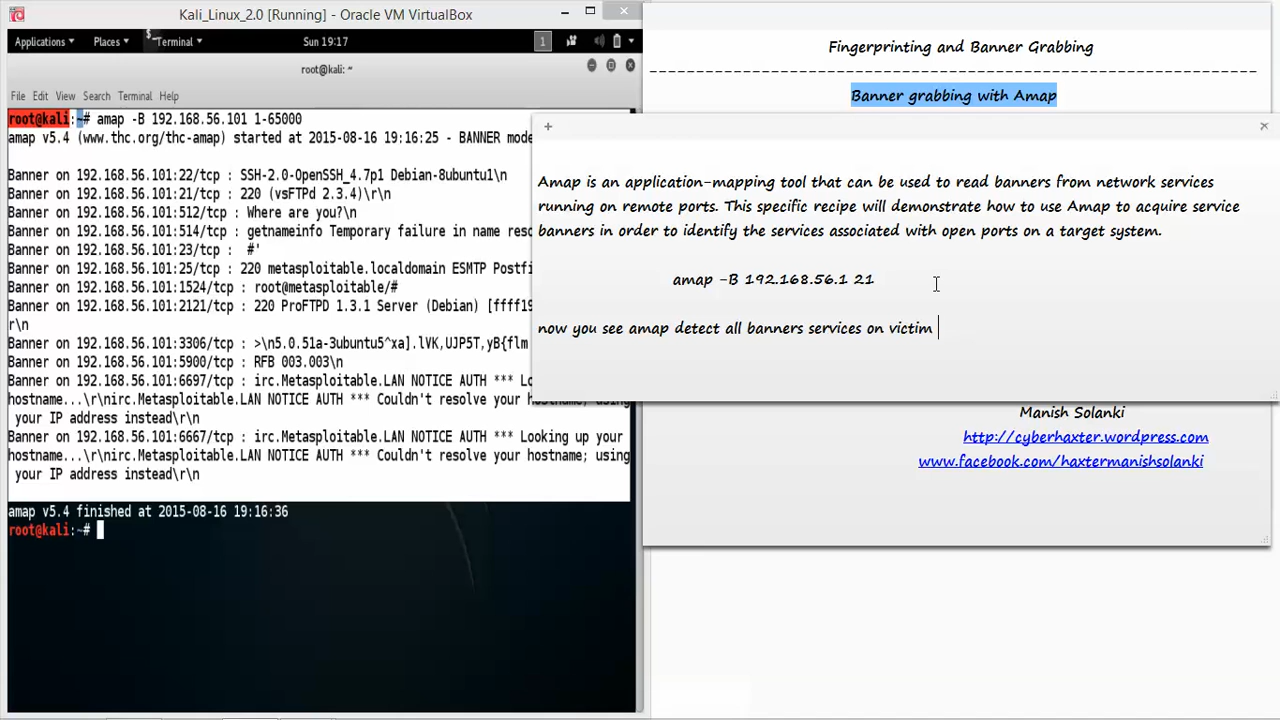 Kali_Linux_2.0 [Running] - Oracle VM VirtualBox
Applications Places Terminal Sun 19:17 1
root@kali: ~
File Edit View Search Terminal Help
root@kali:~# amap -B 192.168.56.101 1-65000
amap v5.4 (www.thc.org/thc-amap) started at 2015-08-16 19:16:25 - BANNER mode
Banner on 192.168.56.101:22/tcp : SSH-2.0-OpenSSH_4.7p1 Debian-8ubuntu1\n
Banner on 192.168.56.101:21/tcp : 220 (vsFTPd 2.3.4)\r\n
Banner on 192.168.56.101:512/tcp : Where are you?\n
Banner on 192.168.56.101:514/tcp : getnameinfo Temporary failure in name reso
Banner on 192.168.56.101:23/tcp : #'
Banner on 192.168.56.101:25/tcp : 220 metasploitable.localdomain ESMTP Postfi
Banner on 192.168.56.101:1524/tcp : root@metasploitable/#
Banner on 192.168.56.101:2121/tcp : 220 ProFTPD 1.3.1 Server (Debian) [ffff19
r\n
Banner on 192.168.56.101:3306/tcp : >\n5.0.51a-3ubuntu5^xa].lVK,UJP5T,yB{flm
Banner on 192.168.56.101:5900/tcp : RFB 003.003\n
Banner on 192.168.56.101:6697/tcp : irc.Metasploitable.LAN NOTICE AUTH *** Lo
hostname...\r\nirc.Metasploitable.LAN NOTICE AUTH *** Couldn't resolve your hostname; using
your IP address instead\r\n
Banner on 192.168.56.101:6667/tcp : irc.Metasploitable.LAN NOTICE AUTH *** Looking up your
hostname...\r\nirc.Metasploitable.LAN NOTICE AUTH *** Couldn't resolve your hostname; using
your IP address instead\r\n
amap v5.4 finished at 2015-08-16 19:16:36
root@kali:~#
Fingerprinting and Banner Grabbing
Banner grabbing with Amap
Amap is an application-mapping tool that can be used to read banners from network services
running on remote ports. This specific recipe will demonstrate how to use Amap to acquire service
banners in order to identify the services associated with open ports on a target system.
amap -B 192.168.56.1 21
now you see amap detect all banners services on victim
Manish Solanki
http://cyberhaxter.wordpress.com
www.facebook.com/haxtermanishsolanki